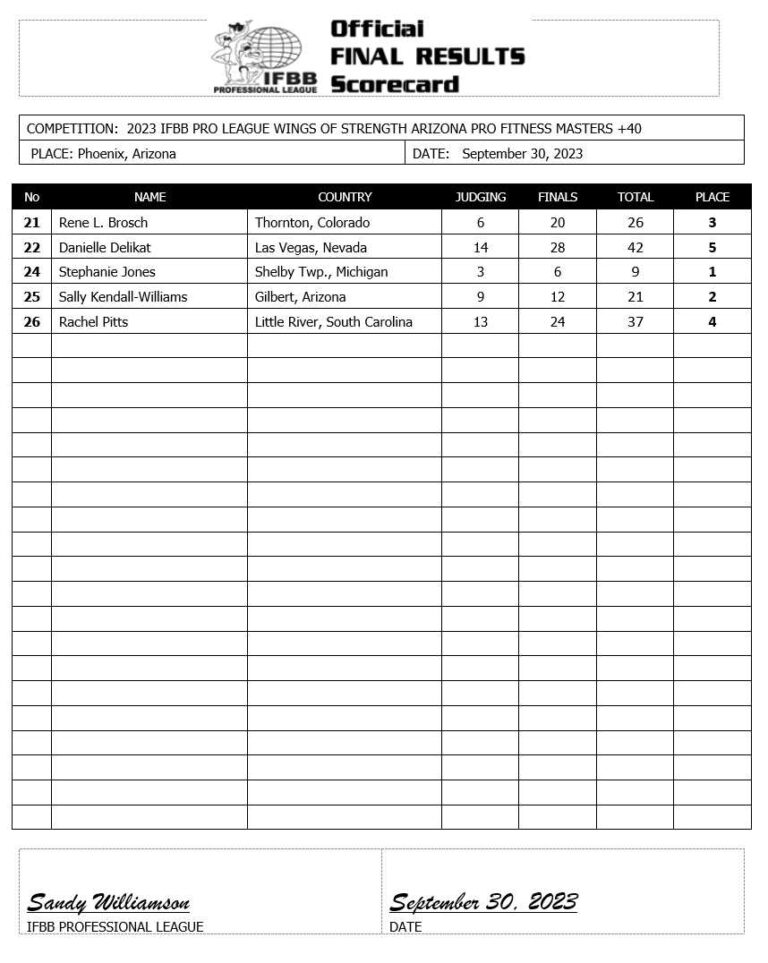 Official
FINAL RESULTS
Scorecard
IFBB
PROFESSIONAL LEAGUE
COMPETITION: 2023 IFBB PRO LEAGUE WINGS OF STRENGTH ARIZONA PRO FITNESS MASTERS +40
PLACE: Phoenix, Arizona DATE: September 30, 2023
No NAME COUNTRY JUDGING FINALS TOTAL PLACE
21 Rene L. Brosch Thornton, Colorado 6 20 26 3
22 Danielle Delikat Las Vegas, Nevada 14 28 42 5
24 Stephanie Jones Shelby Twp., Michigan 3 6 9 1
25 Sally Kendall-Williams Gilbert, Arizona 9 12 21 2
26 Rachel Pitts Little River, South Carolina 13 24 37 4
Sandy Williamson September 30, 2023
IFBB PROFESSIONAL LEAGUE DATE